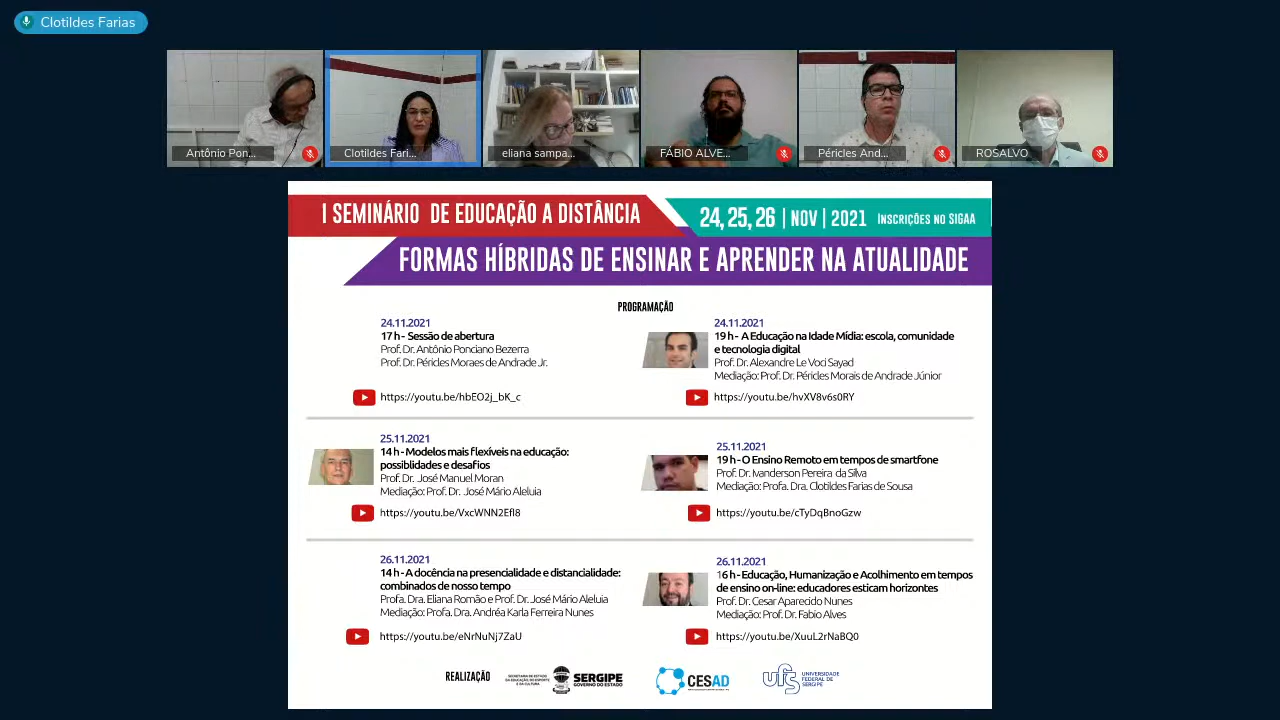 Clotildes Farias
Antônio Pon...
Clotildes Fari...
eliana sampa...
FÁBIO ALVE...
Péricles And...
ROSALVO
I SEMINÁRIO DE EDUCAÇÃO A DISTÂNCIA
24, 25, 26 | NOV | 2021 INSCRIÇÕES NO SIGAA
FORMAS HÍBRIDAS DE ENSINAR E APRENDER NA ATUALIDADE
PROGRAMAÇÃO
24.11.2021
17 h - Sessão de abertura
Prof. Dr. Antônio Ponciano Bezerra
Prof. Dr. Péricles Moraes de Andrade Jr.
https://youtu.be/hbEO2j_bK_c
24.11.2021
19 h - A Educação na Idade Mídia: escola, comunidade
e tecnologia digital
Prof. Dr. Alexandre Le Voci Sayad
Mediação: Prof. Dr. Péricles Morais de Andrade Júnior
https://youtu.be/hvXV8v6s0RY
25.11.2021
14 h - Modelos mais flexíveis na educação:
possiblidades e desafios
Prof. Dr. José Manuel Moran
Mediação: Prof. Dr. José Mário Aleluia
https://youtu.be/VxcWNN2Efl8
25.11.2021
19 h - O Ensino Remoto em tempos de smartfone
Prof. Dr. Ivanderson Pereira da Silva
Mediação: Profa. Dra. Clotildes Farias de Sousa
https://youtu.be/cTyDqBnoGzw
26.11.2021
14 h - A docência na presencialidade e distancialidade:
combinados de nosso tempo
Profa. Dra. Eliana Romão e Prof. Dr. José Mário Aleluia
Mediação: Profa. Dra. Andréa Karla Ferreira Nunes
https://youtu.be/eNrNuNj7ZaU
26.11.2021
16 h - Educação, Humanização e Acolhimento em tempos
de ensino on-line: educadores esticam horizontes
Prof. Dr. Cesar Aparecido Nunes
Mediação: Prof. Dr. Fabio Alves
https://youtu.be/XuuL2rNaBQ0
REALIZAÇÃO
SECRETARIA DE ESTADO
DA EDUCAÇÃO, DO ESPORTE
E DA CULTURA
SERGIPE
GOVERNO DO ESTADO
CESAD
ufs
UNIVERSIDADE
FEDERAL DE
SERGIPE